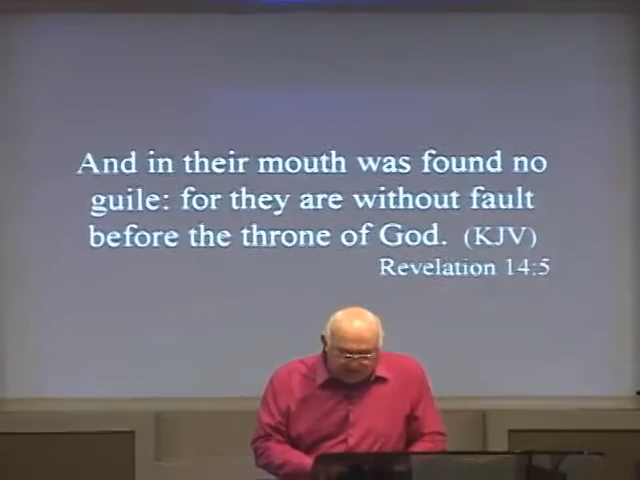 And in their mouth was found no
guile: for they are without fault
before the throne of God. (KJV)
Revelation 14:5